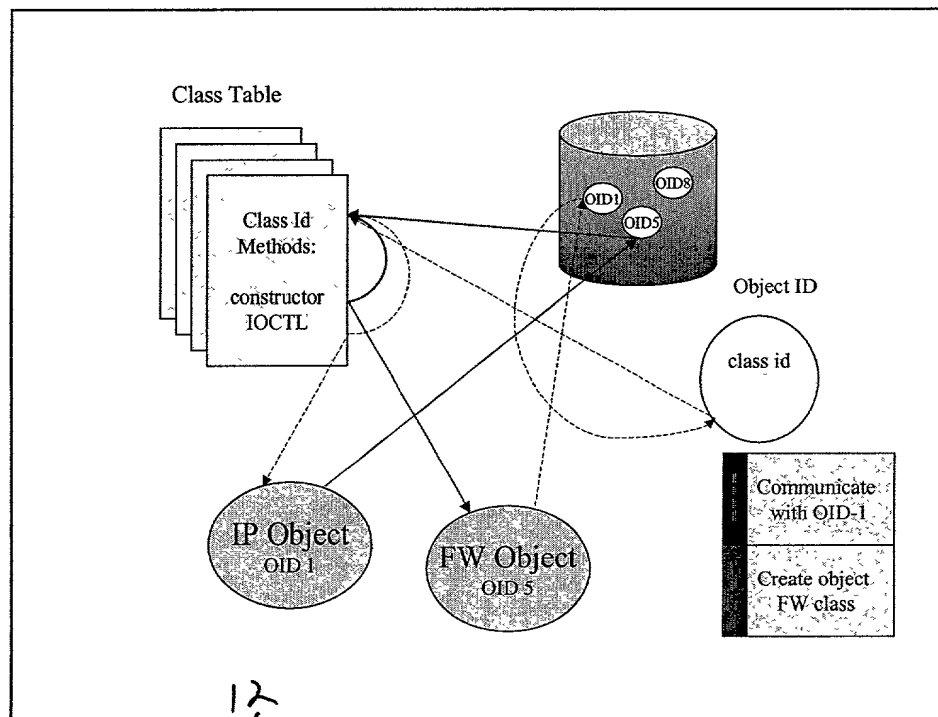 Class Table
Class Id
Methods:
constructor
IOCTL
OID1
OID8
OID5
Object ID
class id
IP Object
OID 1
FW Object
OID 5
Communicate
with OID-1
Create object
FW class
12